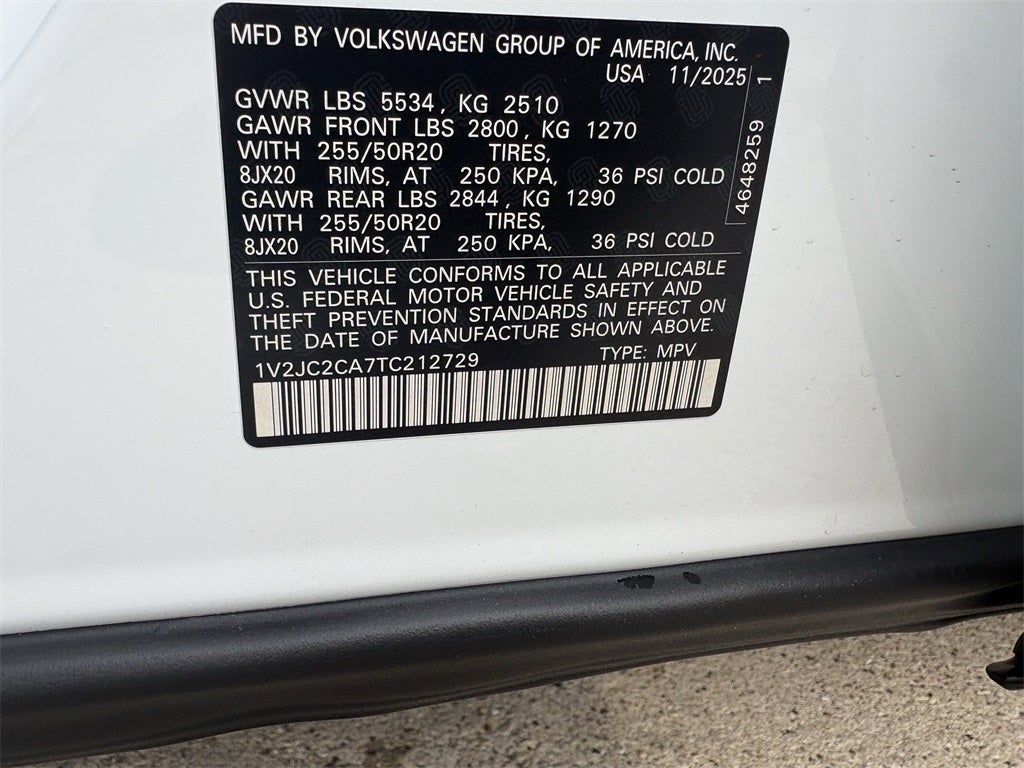 MFD BY VOLKSWAGEN GROUP OF AMERICA, INC.
USA 11/2025
GVWR LBS 5534, KG 2510
GAWR FRONT LBS 2800, KG 1270
WITH 255/50R20 TIRES,
8JX20 RIMS, AT 250 KPA, 36 PSI COLD
GAWR REAR LBS 2844, KG 1290
WITH 255/50R20 TIRES,
8JX20 RIMS, AT 250 KPA, 36 PSI COLD
4648259 1
THIS VEHICLE CONFORMS TO ALL APPLICABLE
U.S. FEDERAL MOTOR VEHICLE SAFETY AND
THEFT PREVENTION STANDARDS IN EFFECT ON
THE DATE OF MANUFACTURE SHOWN ABOVE.
1V2JC2CA7TC212729 TYPE: MPV